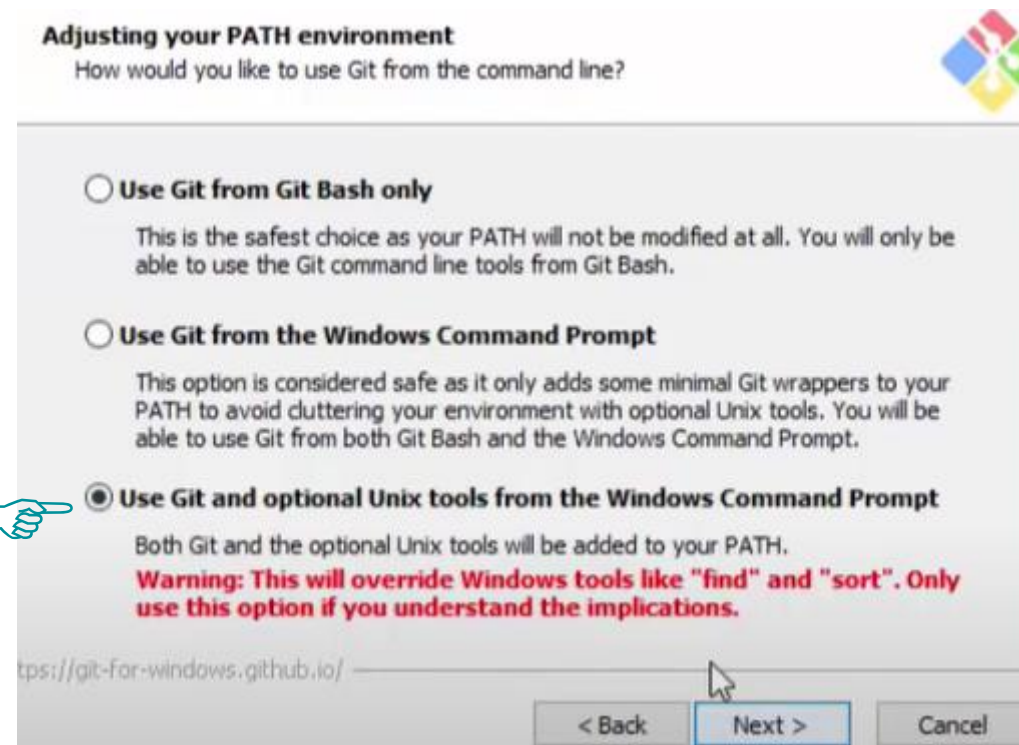 Adjusting your PATH environment
How would you like to use Git from the command line?
Use Git from Git Bash only
This is the safest choice as your PATH will not be modified at all. You will only be
able to use the Git command line tools from Git Bash.
Use Git from the Windows Command Prompt
This option is considered safe as it only adds some minimal Git wrappers to your
PATH to avoid cluttering your environment with optional Unix tools. You will be
able to use Git from both Git Bash and the Windows Command Prompt.
Use Git and optional Unix tools from the Windows Command Prompt
Both Git and the optional Unix tools will be added to your PATH.
Warning: This will override Windows tools like "find" and "sort". Only
use this option if you understand the implications.
tps://git-for-windows.github.io/
< Back Next > Cancel